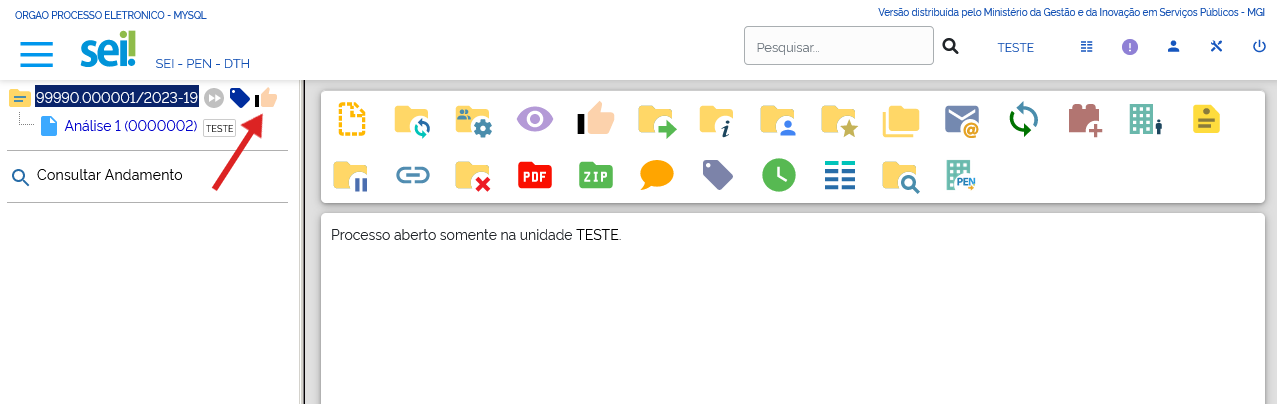 ORGAO PROCESSO ELETRONICO - MYSQL
Versão distribuída pelo Ministério da Gestão e da Inovação em Serviços Públicos - MGI
sei!
SEI - PEN - DTH
Pesquisar...
TESTE
99990.000001/2023-19
Análise 1 (0000002)
TESTE
Consultar Andamento
PDF
ZIP
PEN
Processo aberto somente na unidade TESTE.